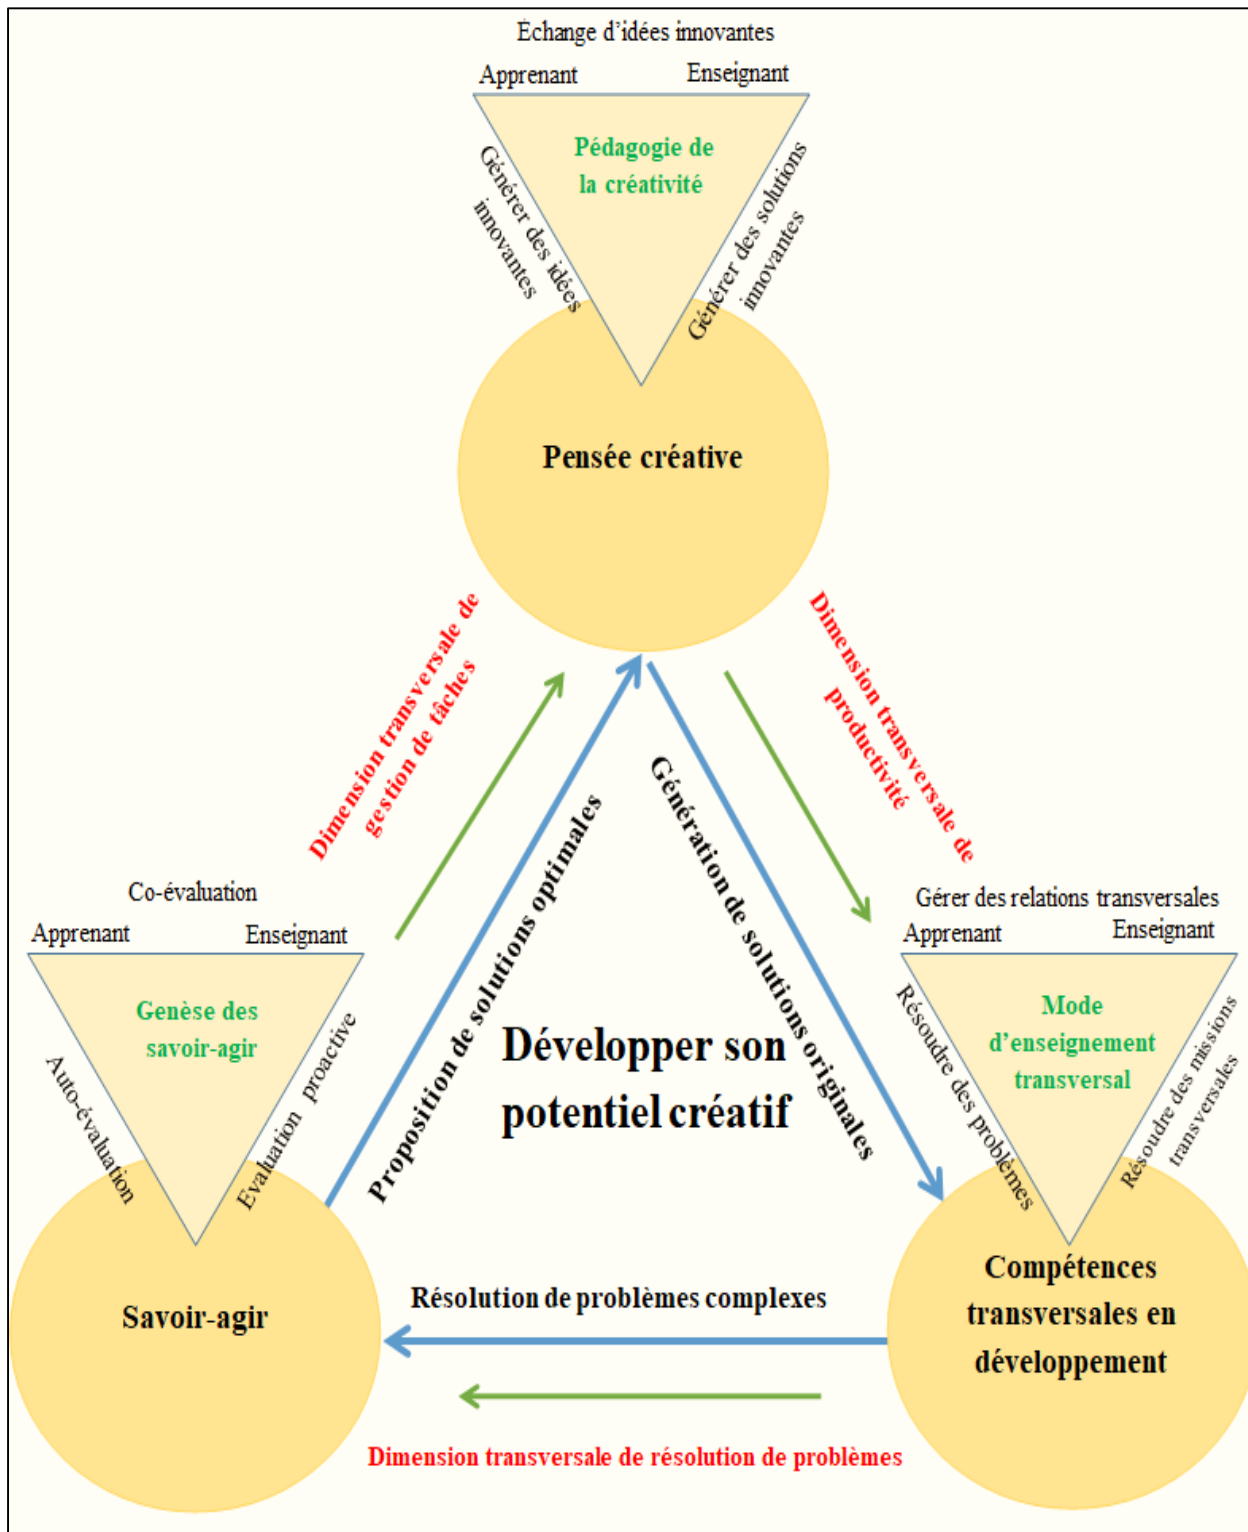 Échange d'idées innovantes
Apprenant
Enseignant
Pédagogie de
la créativité
Générer des idées
innovantes
Générer des solutions
innovantes
Pensée créative
Dimension transversale de
gestion de tâches
Dimension transversale de
productivité
Proposition de solutions optimales
Génération de solutions originales
Développer son
potentiel créatif
Co-évaluation
Apprenant
Enseignant
Genèse des
savoir-agir
Auto-évaluation
Evaluation proactive
Savoir-agir
Gérer des relations transversales
Apprenant
Enseignant
Mode
d'enseignement
transversal
Résoudre des problèmes
Résoudre des missions
transversales
Compétences
transversales en
développement
Résolution de problèmes complexes
Dimension transversale de résolution de problèmes